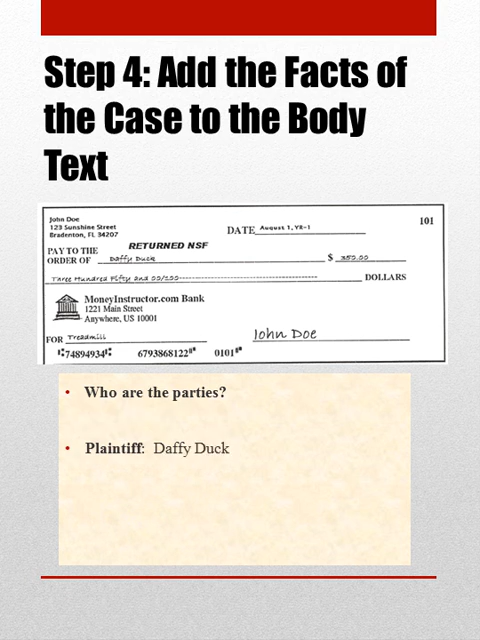 Step 4: Add the Facts of
the Case to the Body
Text
John Doe
123 Sunshine Street
Bradenton, FL 34207
101
DATE August 1, YR-1
RETURNED NSF
PAY TO THE
ORDER OF Daffy Duck $ 350.00
Three Hundred Fifty and 00/100 DOLLARS
MoneyInstructor.com Bank
1221 Main Street
Anywhere, US 10001
FOR Treadmill John Doe
⑆74894934⑆ 6793868122⑈ 0101⑈
• Who are the parties?
• Plaintiff: Daffy Duck